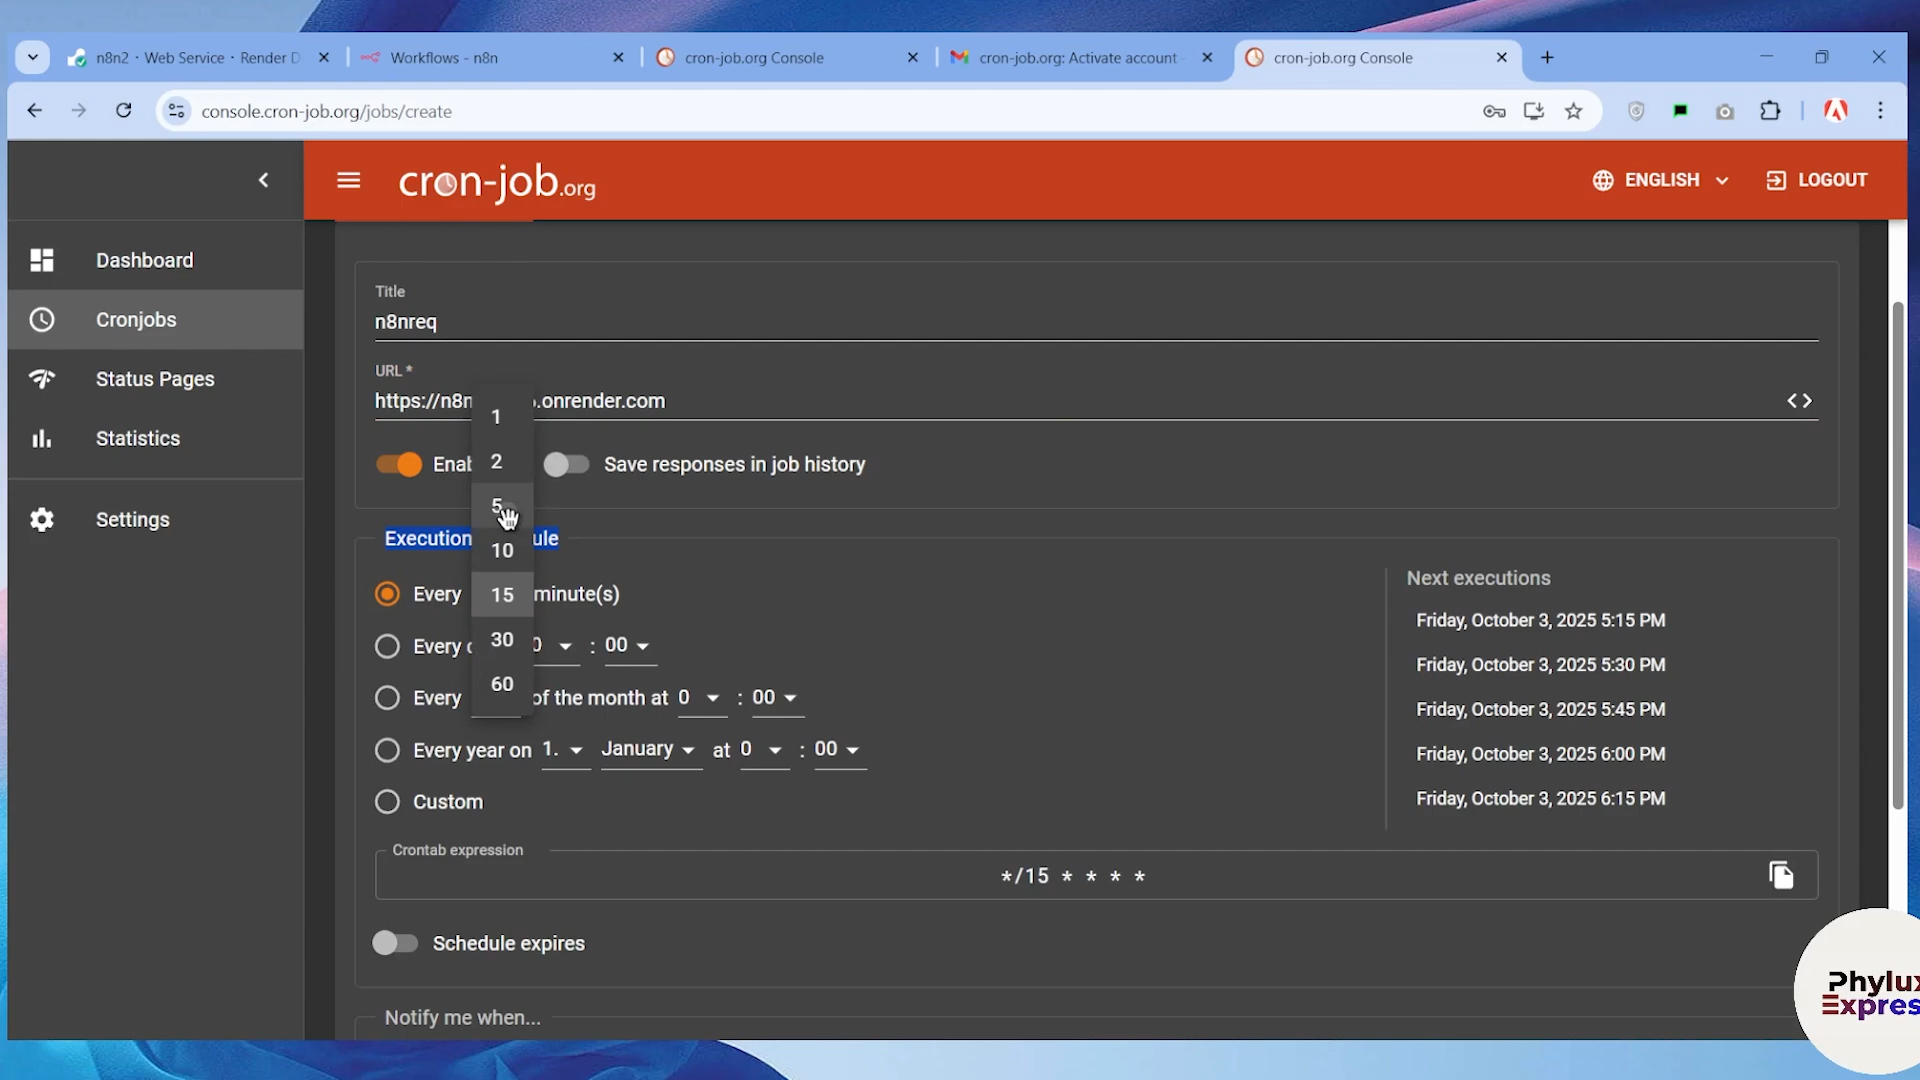 n8n2 · Web Service · Render D
Workflows - n8n
cron-job.org Console
cron-job.org: Activate account
cron-job.org Console
console.cron-job.org/jobs/create
cron-job.org
ENGLISH
LOGOUT
Dashboard
Cronjobs
Status Pages
Statistics
Settings
Title
n8nreq
URL *
https://n8n .onrender.com
Enab
Save responses in job history
1
2
5
10
15
30
60
Execution ule
Every minute(s)
Every 0 : 00
Every of the month at 0 : 00
Every year on 1. January at 0 : 00
Custom
Crontab expression
*/15 * * * *
Schedule expires
Next executions
Friday, October 3, 2025 5:15 PM
Friday, October 3, 2025 5:30 PM
Friday, October 3, 2025 5:45 PM
Friday, October 3, 2025 6:00 PM
Friday, October 3, 2025 6:15 PM
Notify me when...
Phylux
Expres